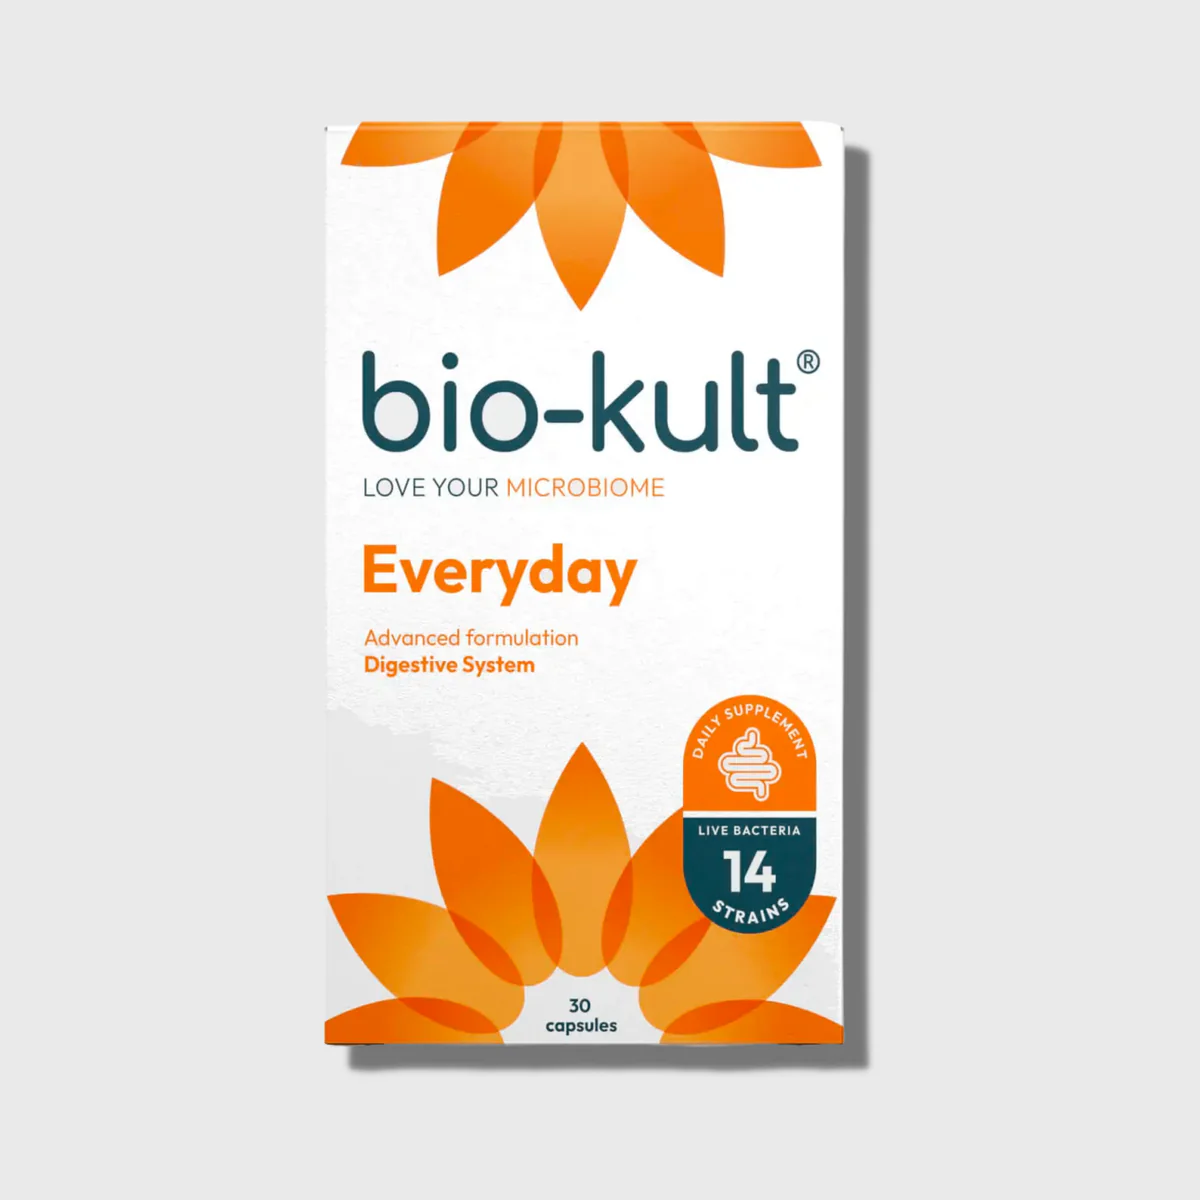 bio-kult®
LOVE YOUR MICROBIOME
Everyday
Advanced formulation
Digestive System
DAILY SUPPLEMENT
LIVE BACTERIA
14
STRAINS
30
capsules